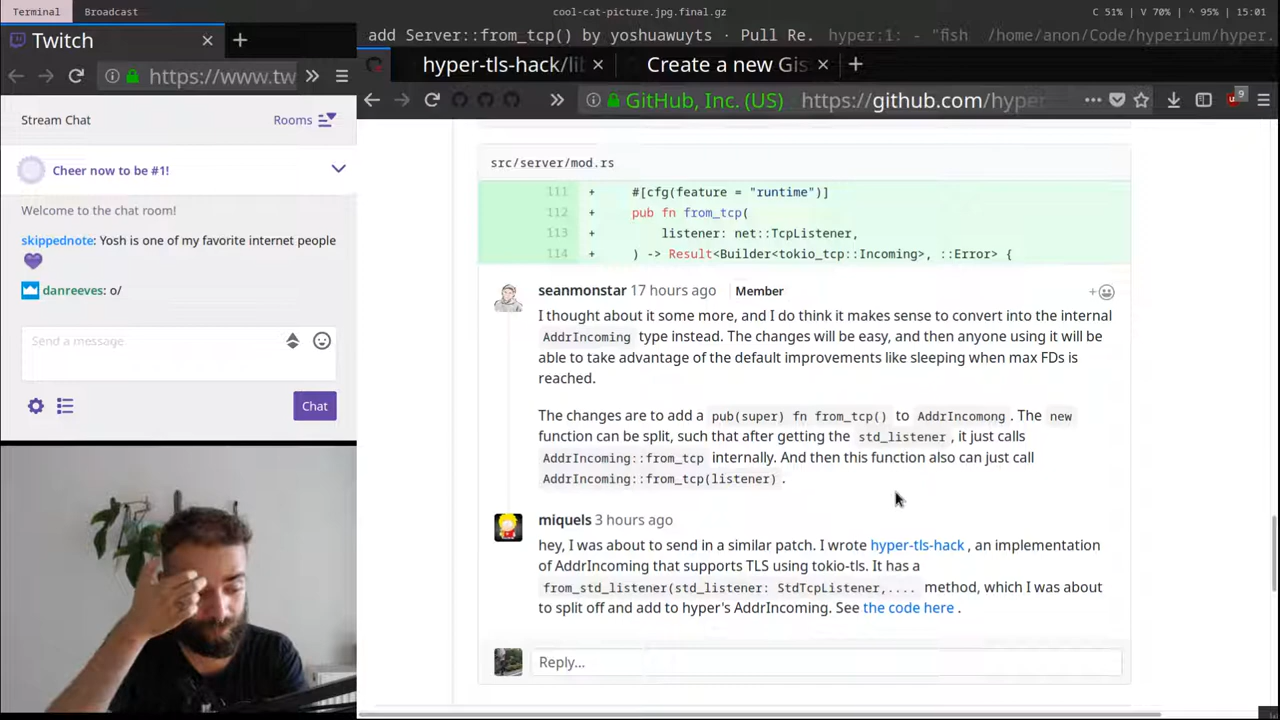 Terminal Broadcast cool-cat-picture.jpg.final.gz C 51% | V 70% | ^ 95% | 15:01
Twitch
https://www.tw
Stream Chat Rooms
Cheer now to be #1!
Welcome to the chat room!
skippednote: Yosh is one of my favorite internet people
danreeves: o/
Send a message
Chat
add Server::from_tcp() by yoshuawuyts · Pull Re. hyper:1: - "fish /home/anon/Code/hyperium/hyper.
hyper-tls-hack/lib Create a new Gis
GitHub, Inc. (US) https://github.com/hyper
9
src/server/mod.rs
111 + #[cfg(feature = "runtime")]
112 + pub fn from_tcp(
113 + listener: net::TcpListener,
114 + ) -> Result<Builder<tokio_tcp::Incoming>, ::Error> {
seanmonstar 17 hours ago Member
I thought about it some more, and I do think it makes sense to convert into the internal
AddrIncoming type instead. The changes will be easy, and then anyone using it will be
able to take advantage of the default improvements like sleeping when max FDs is
reached.
The changes are to add a pub(super) fn from_tcp() to AddrIncomong. The new
function can be split, such that after getting the std_listener, it just calls
AddrIncoming::from_tcp internally. And then this function also can just call
AddrIncoming::from_tcp(listener).
miquels 3 hours ago
hey, I was about to send in a similar patch. I wrote hyper-tls-hack, an implementation
of AddrIncoming that supports TLS using tokio-tls. It has a
from_std_listener(std_listener: StdTcpListener,.... method, which I was about
to split off and add to hyper's AddrIncoming. See the code here.
Reply...